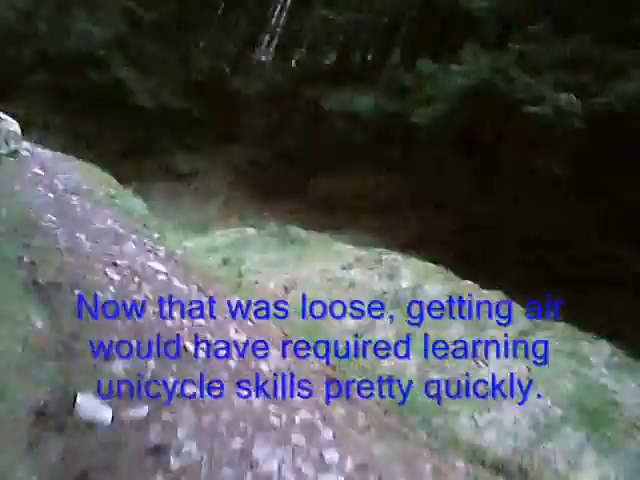 Now that was loose, getting air
would have required learning
unicycle skills pretty quickly.